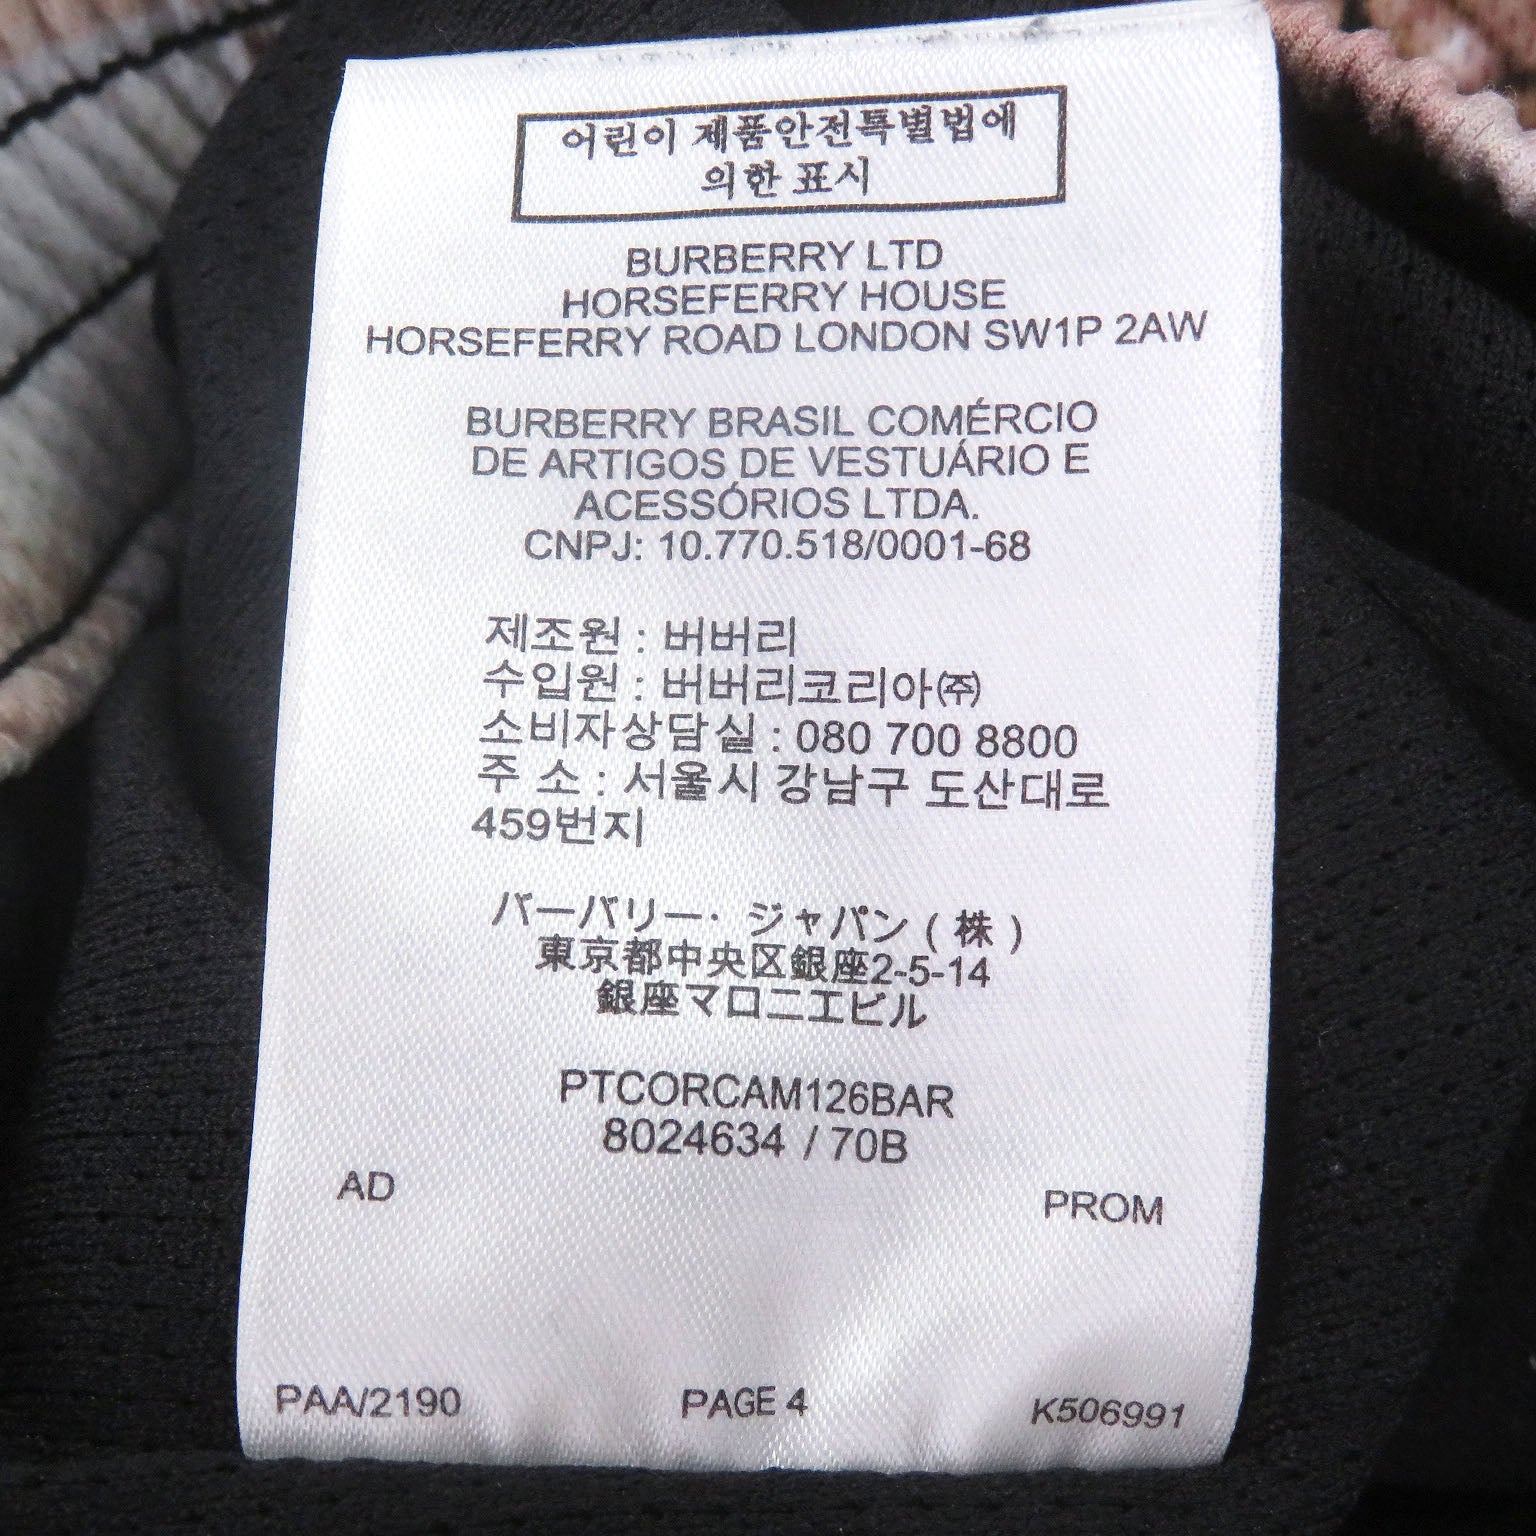 어린이 제품안전특별법에
의한 표시
BURBERRY LTD
HORSEFERRY HOUSE
HORSEFERRY ROAD LONDON SW1P 2AW
BURBERRY BRASIL COMÉRCIO
DE ARTIGOS DE VESTUÁRIO E
ACESSÓRIOS LTDA.
CNPJ: 10.770.518/0001-68
제조원 : 버버리
수입원 : 버버리코리아㈜
소비자상담실 : 080 700 8800
주 소 : 서울시 강남구 도산대로
459번지
バーバリー・ジャパン（株）
東京都中央区銀座2-5-14
銀座マロニエビル
PTCORCAM126BAR
8024634 / 70B
AD PROM
PAA/2190 PAGE 4 K506991